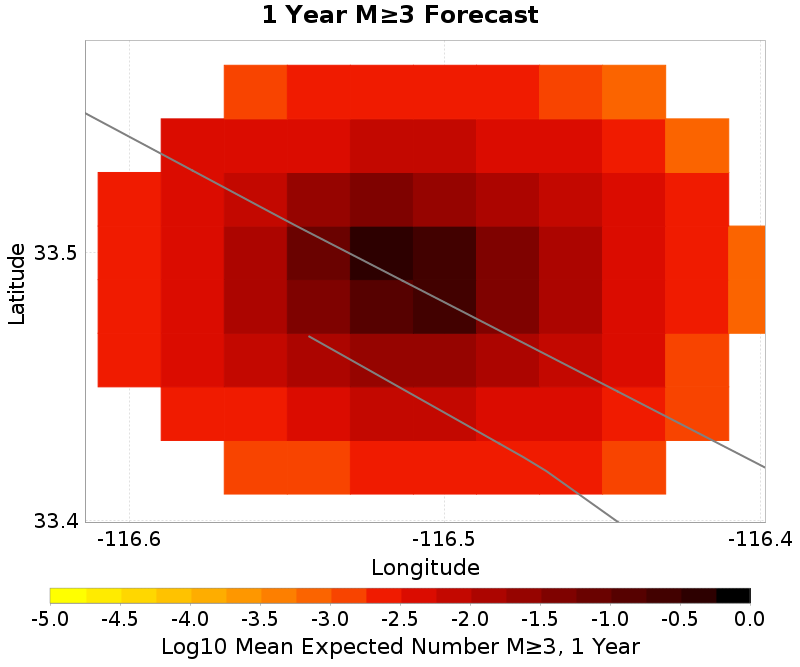 1 Year M≥3 Forecast
Latitude
33.5
33.4
-116.6 -116.5 -116.4
Longitude
-5.0 -4.5 -4.0 -3.5 -3.0 -2.5 -2.0 -1.5 -1.0 -0.5 0.0
Log10 Mean Expected Number M≥3, 1 Year